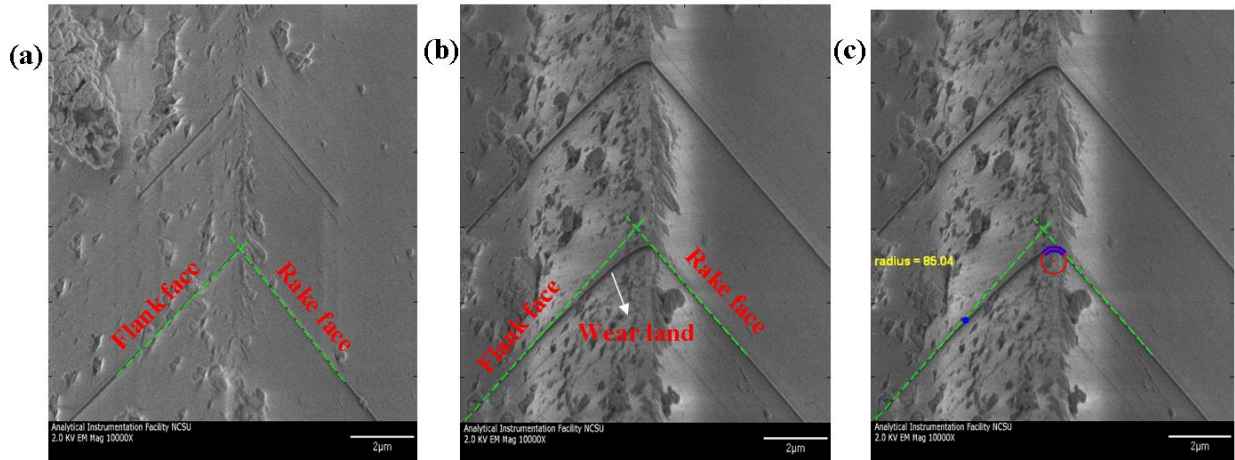 (a)
Flank face
Rake face
Analytical Instrumentation Facility NCSU
2.0 KV EM Mag 10000X
2μm
(b)
Flank face
Rake face
Wear land
Analytical Instrumentation Facility NCSU
2.0 KV EM Mag 10000X
2μm
(c)
radius = 85.04
Analytical Instrumentation Facility NCSU
2.0 KV EM Mag 10000X
2μm